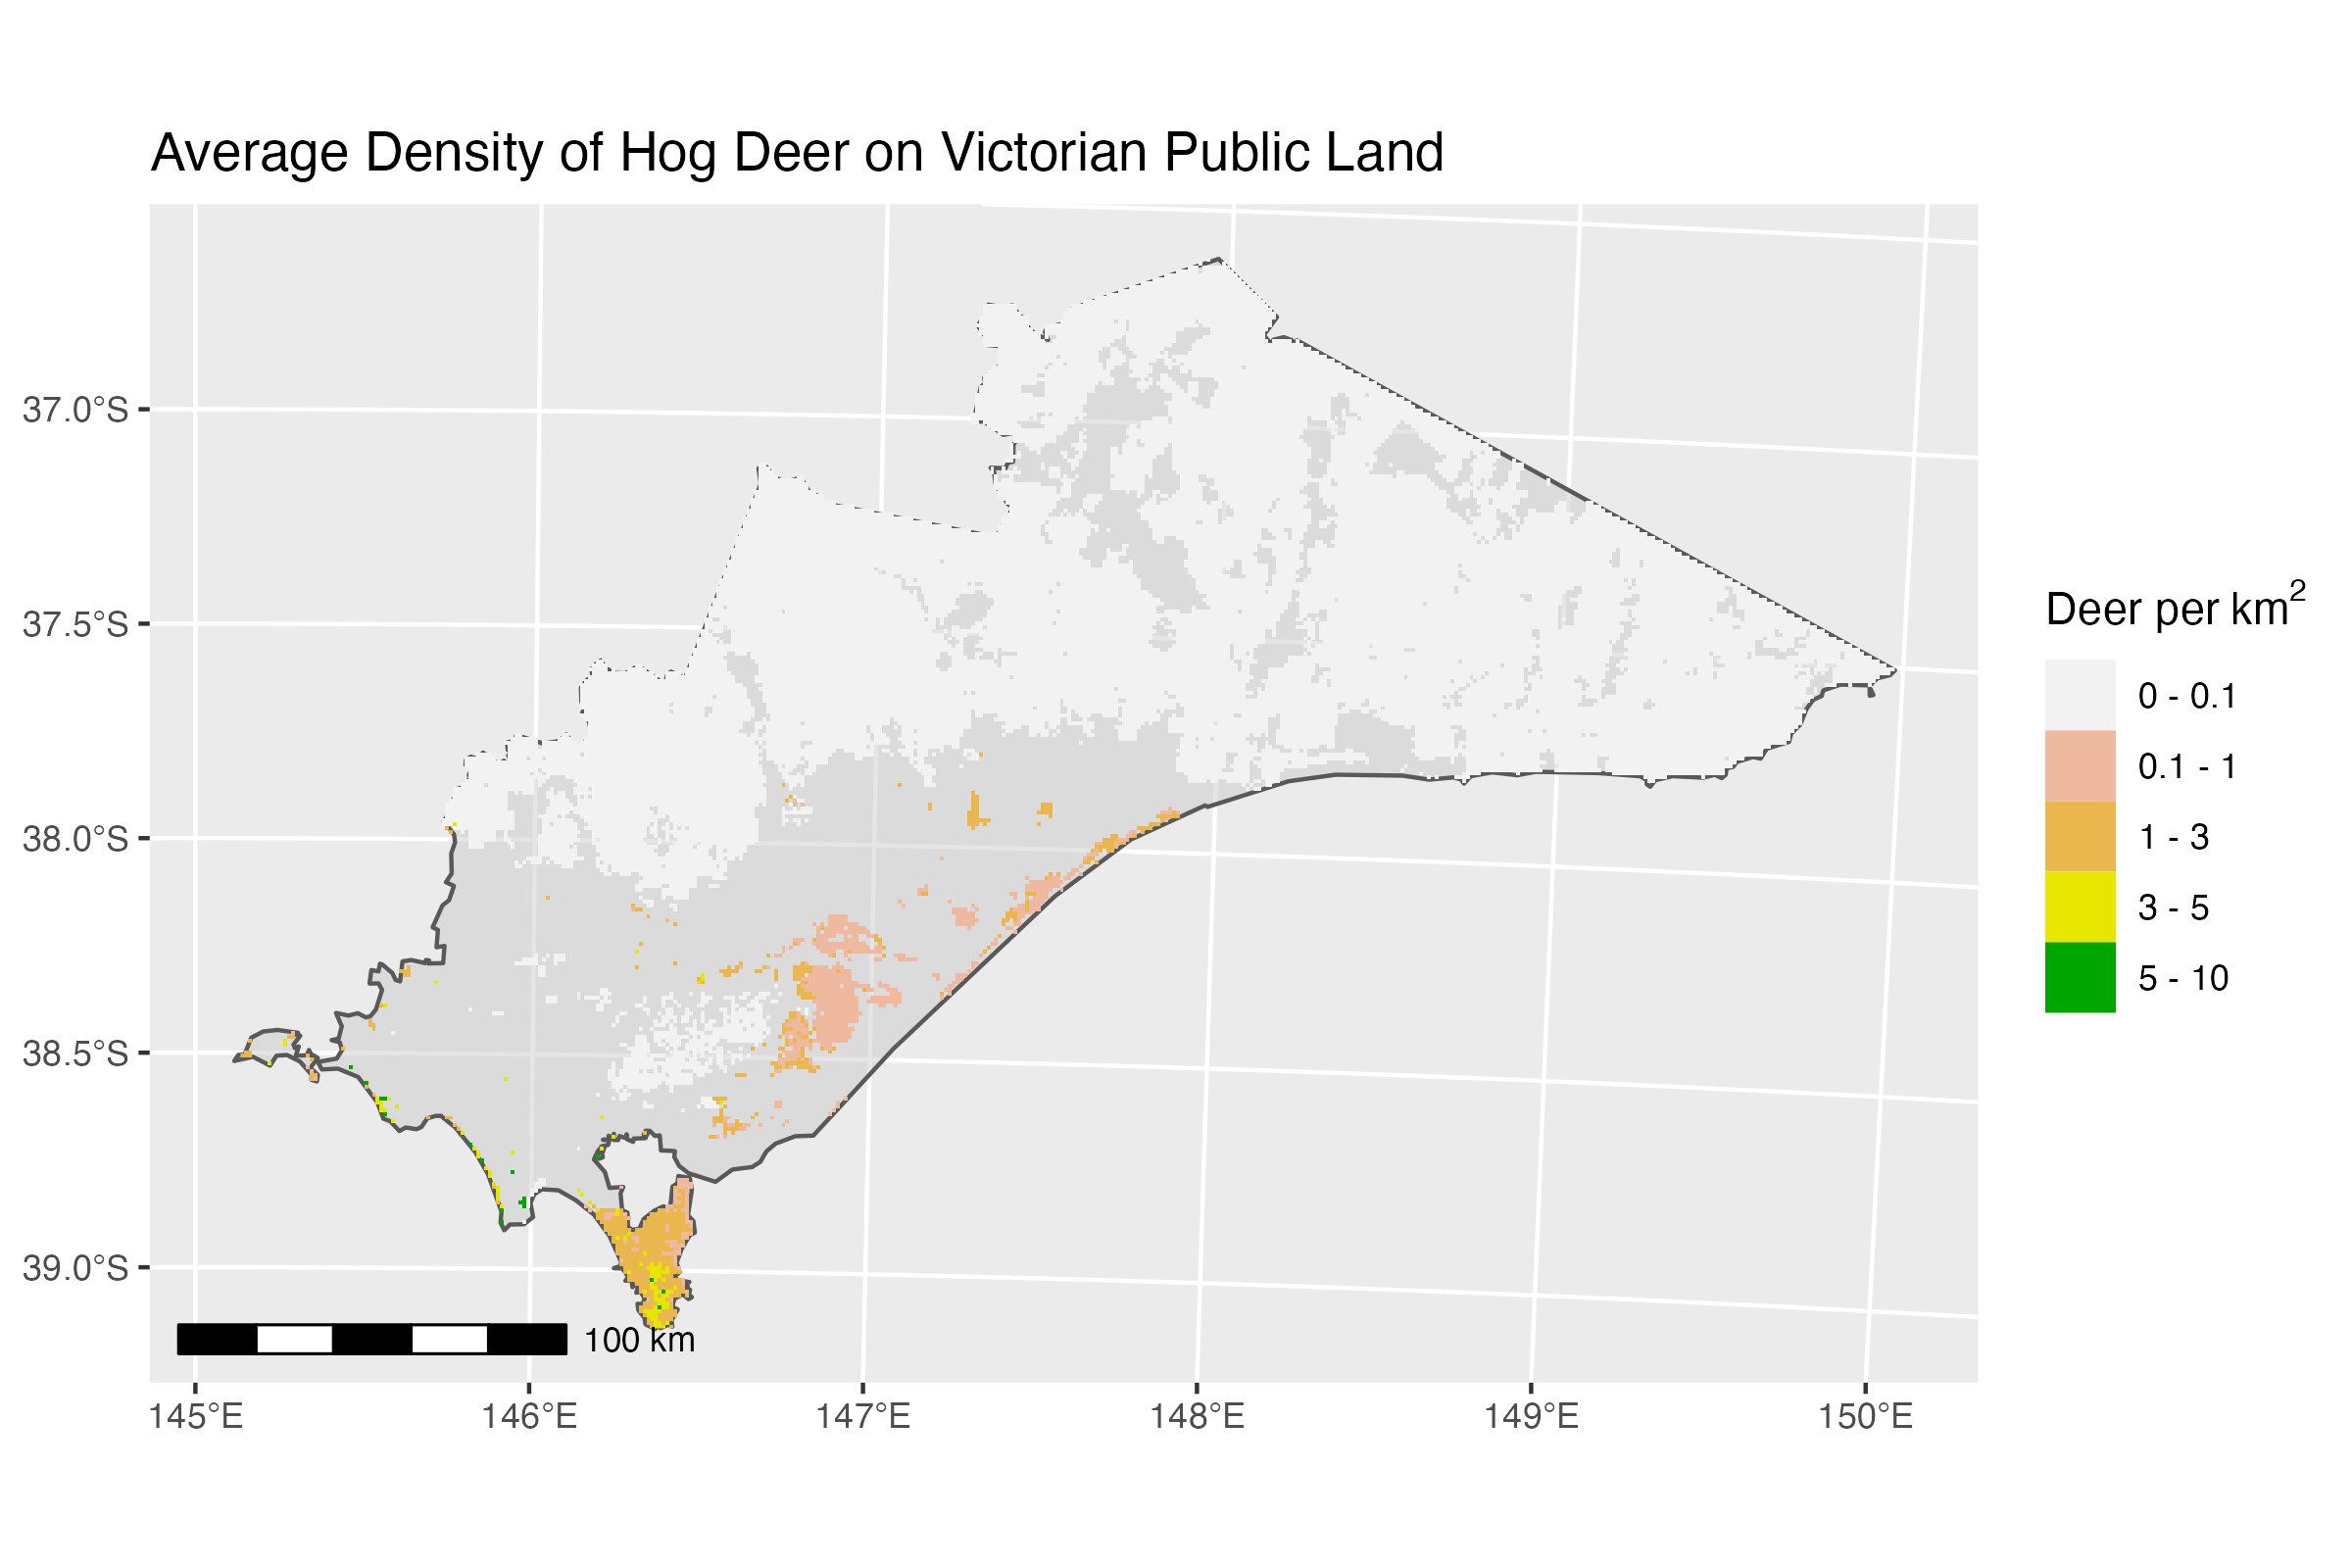 Average Density of Hog Deer on Victorian Public Land
37.0°S
37.5°S
38.0°S
38.5°S
39.0°S
100 km
145°E
146°E
147°E
148°E
149°E
150°E
Deer per km²
0 - 0.1
0.1 - 1
1 - 3
3 - 5
5 - 10